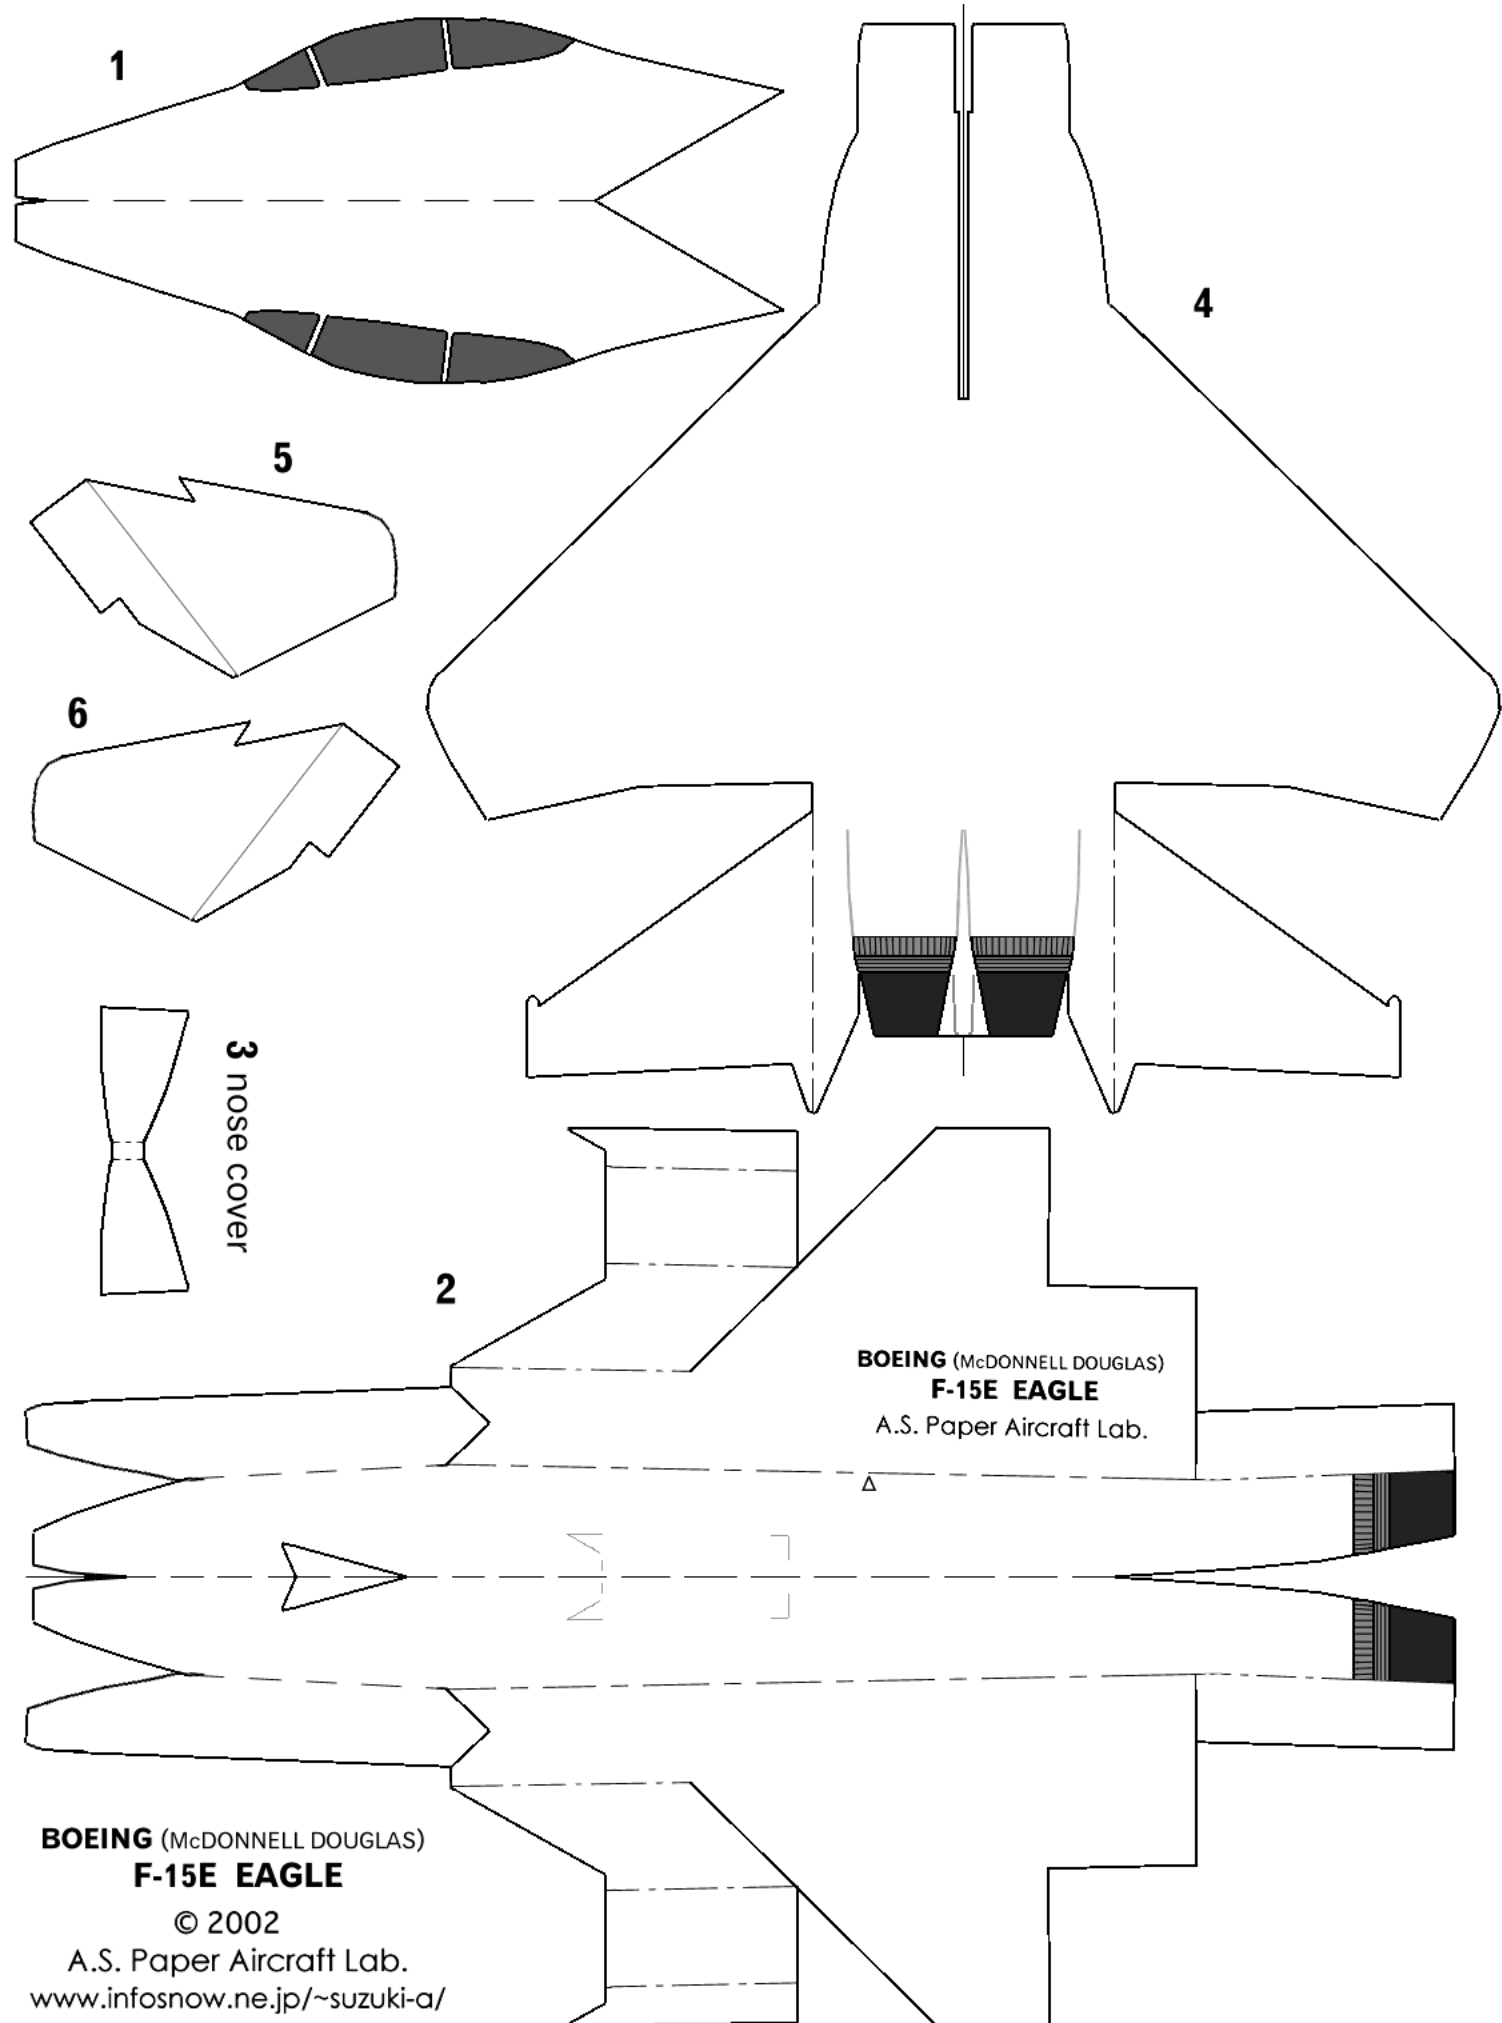 1
4
5
6
3 nose cover
2
BOEING (McDONNELL DOUGLAS)
F-15E EAGLE
A.S. Paper Aircraft Lab.
BOEING (McDONNELL DOUGLAS)
F-15E EAGLE
© 2002
A.S. Paper Aircraft Lab.
www.infosnow.ne.jp/~suzuki-a/